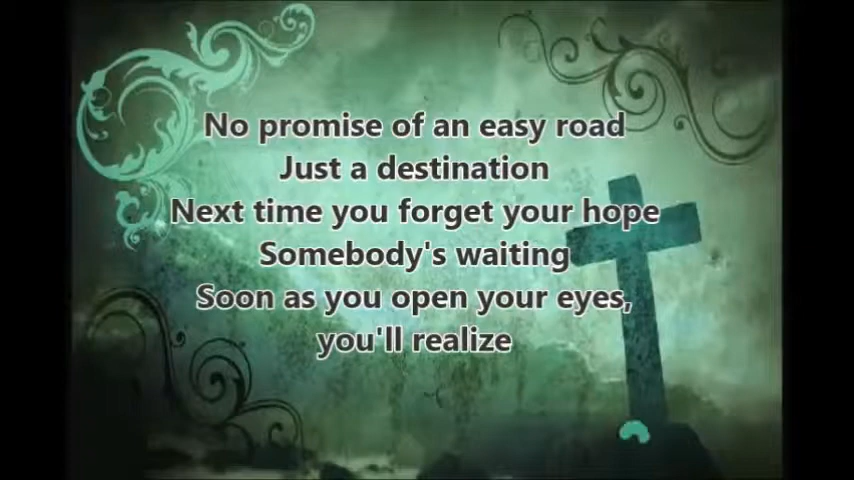 No promise of an easy road
Just a destination
Next time you forget your hope
Somebody's waiting
Soon as you open your eyes,
you'll realize